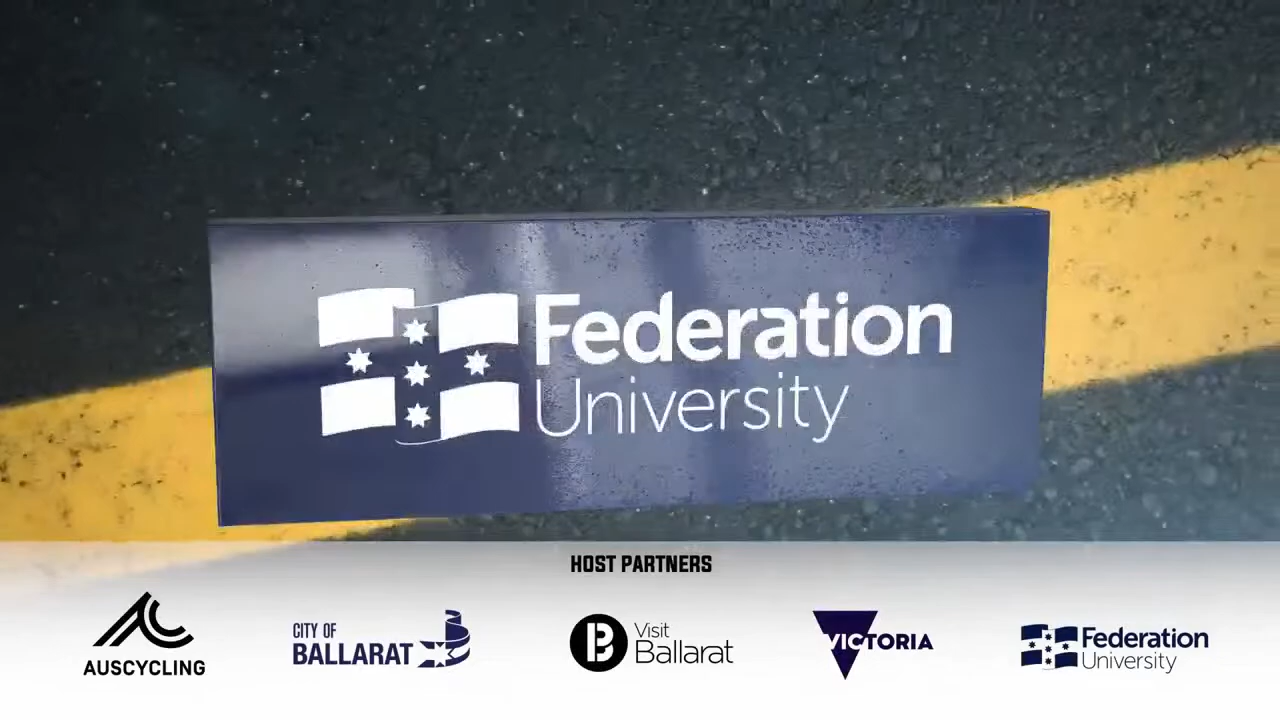 Federation
University
HOST PARTNERS
AUSCYCLING
CITY OF
BALLARAT
Visit
Ballarat
VICTORIA
Federation
University